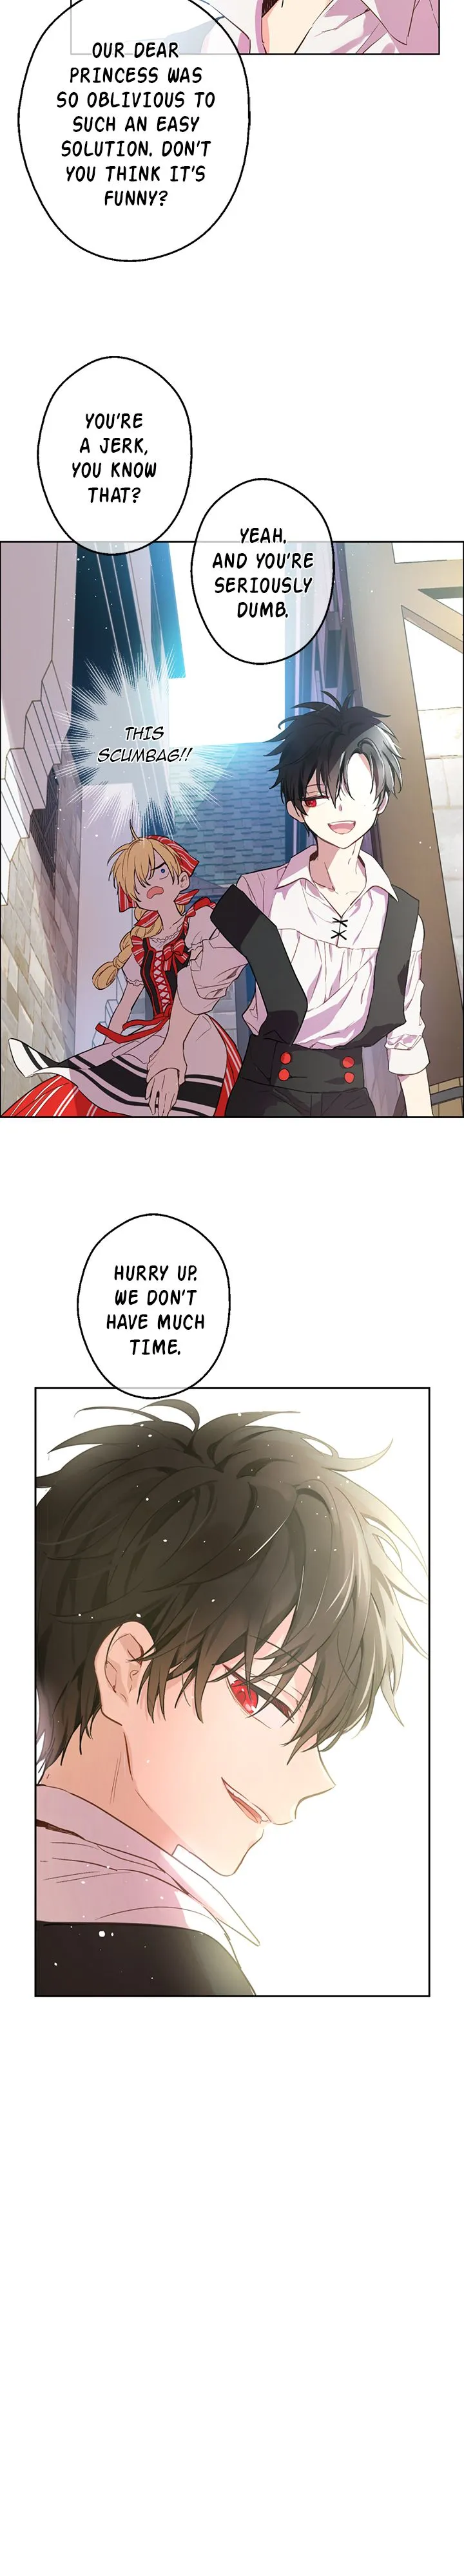 OUR DEAR
PRINCESS WAS
SO OBLIVIOUS TO
SUCH AN EASY
SOLUTION. DON'T
YOU THINK IT'S
FUNNY?
YOU'RE
A JERK,
YOU KNOW
THAT?
YEAH.
AND YOU'RE
SERIOUSLY
DUMB.
THIS
SCUMBAG!!
HURRY UP.
WE DON'T
HAVE MUCH
TIME.